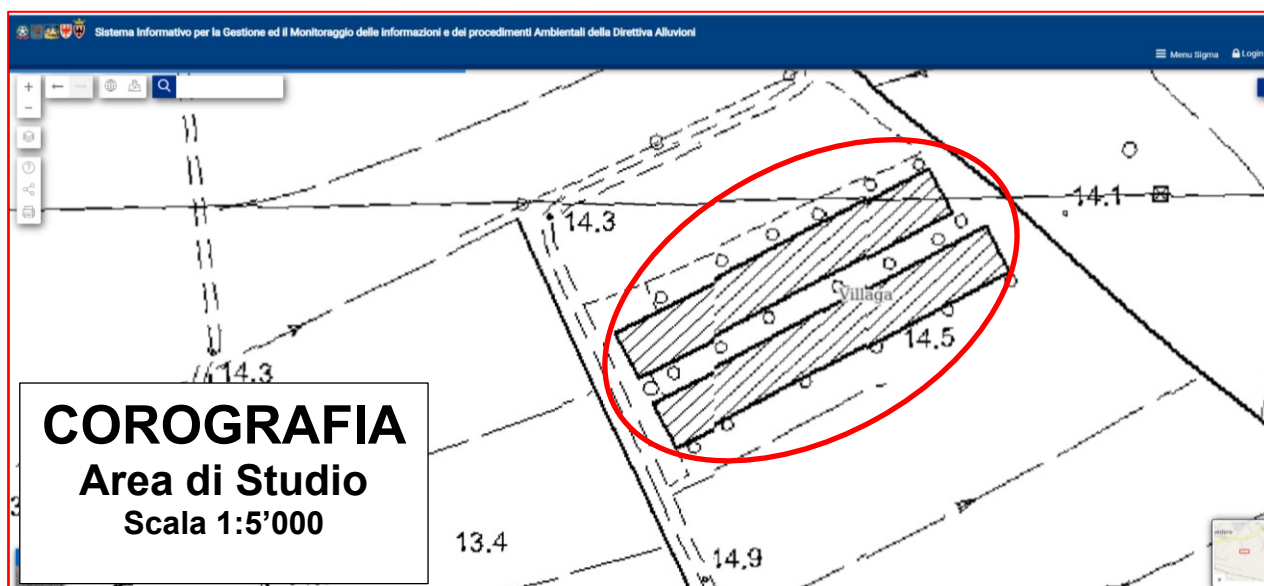 Sistema Informativo per la Gestione ed il Monitoraggio delle informazioni e dei procedimenti Ambientali della Direttiva Alluvioni
Menu Sigma Login
14.1
14.3
Villaga
14.5
14.3
COROGRAFIA
Area di Studio
Scala 1:5'000
13.4
14.9